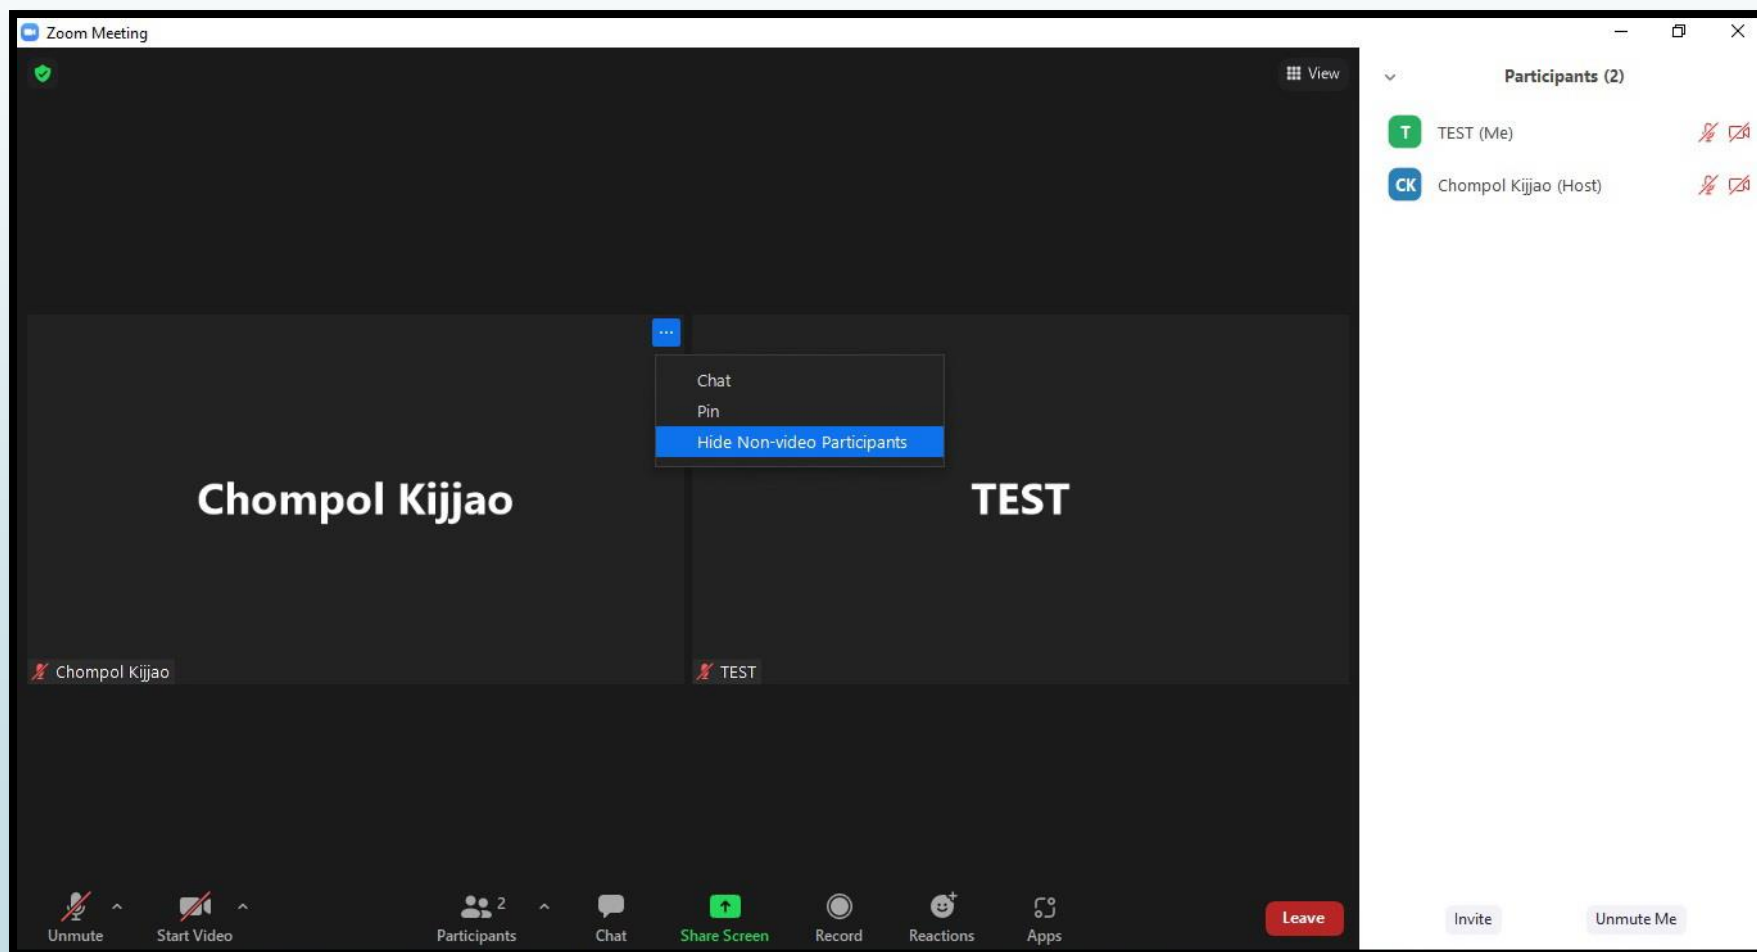 Zoom Meeting
View
Participants (2)
T TEST (Me)
CK Chompol Kijjao (Host)
Chat
Pin
Hide Non-video Participants
Chompol Kijjao
TEST
Chompol Kijjao
TEST
2
Unmute
Start Video
Participants
Chat
Share Screen
Record
Reactions
Apps
Leave
Invite
Unmute Me